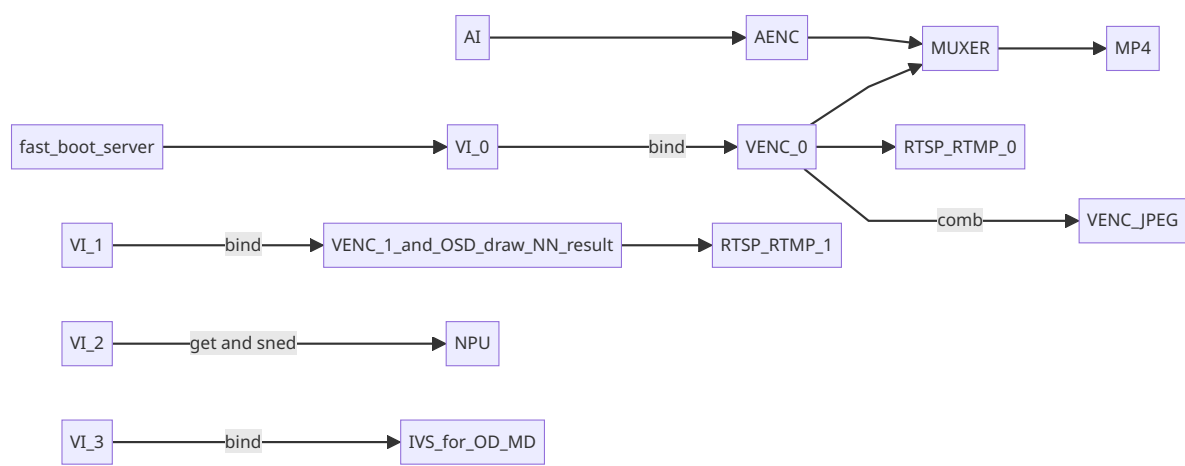 AI
AENC
MUXER
MP4
fast_boot_server
VI_0
bind
VENC_0
RTSP_RTMP_0
comb
VENC_JPEG
VI_1
bind
VENC_1_and_OSD_draw_NN_result
RTSP_RTMP_1
VI_2
get and sned
NPU
VI_3
bind
IVS_for_OD_MD